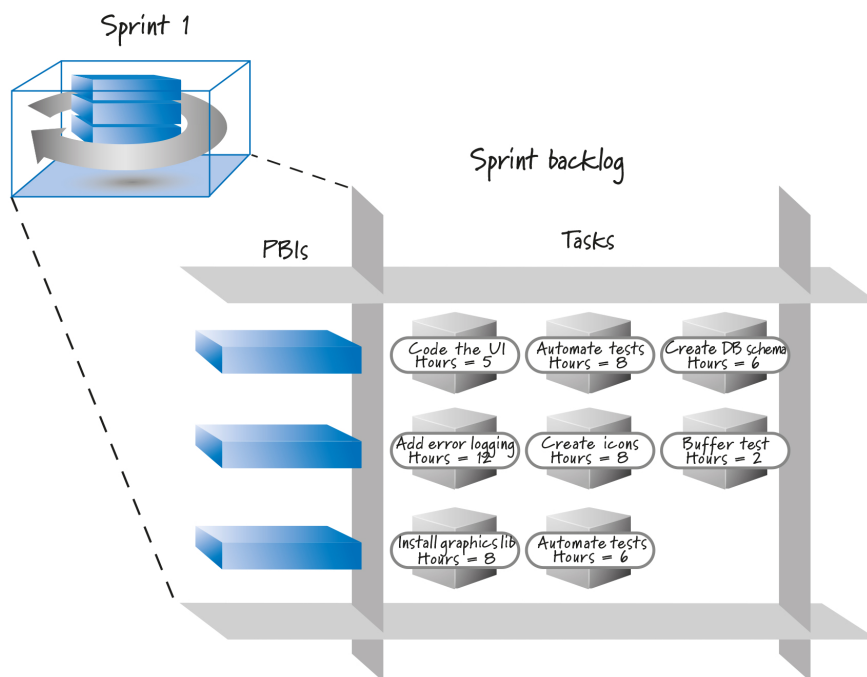 Sprint 1
Sprint backlog
PBIs
Tasks
Code the UI
Hours = 5
Automate tests
Hours = 8
Create DB schema
Hours = 6
Add error logging
Hours = 12
Create icons
Hours = 8
Buffer test
Hours = 2
Install graphics lib
Hours = 8
Automate tests
Hours = 6